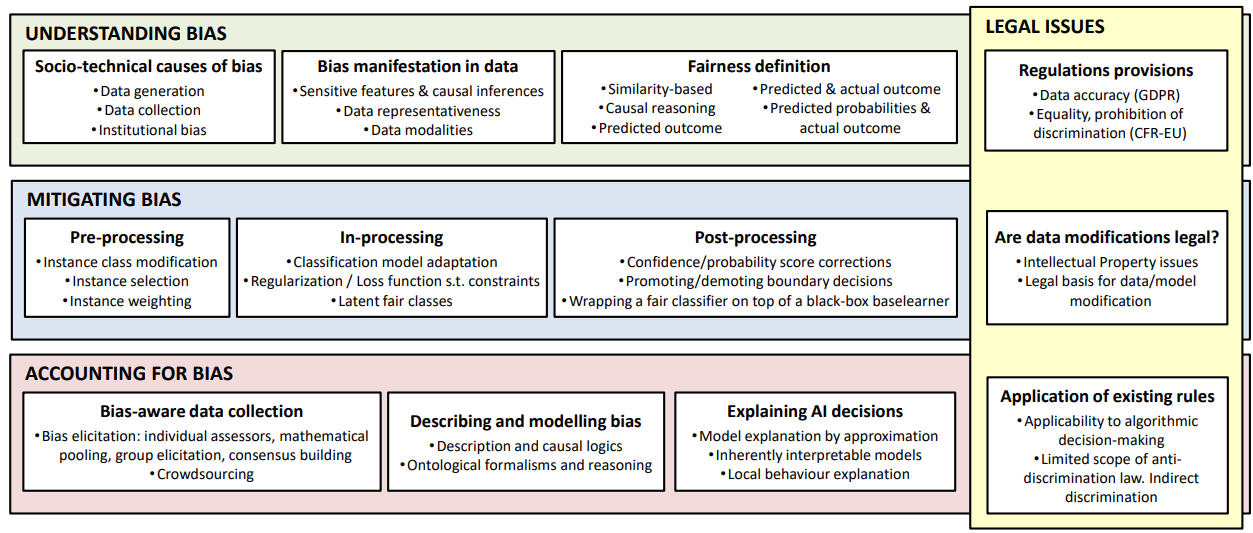 UNDERSTANDING BIAS
Socio-technical causes of bias
• Data generation
• Data collection
• Institutional bias
Bias manifestation in data
• Sensitive features & causal inferences
• Data representativeness
• Data modalities
Fairness definition
• Similarity-based
• Causal reasoning
• Predicted outcome
• Predicted & actual outcome
• Predicted probabilities &
actual outcome
MITIGATING BIAS
Pre-processing
• Instance class modification
• Instance selection
• Instance weighting
In-processing
• Classification model adaptation
• Regularization / Loss function s.t. constraints
• Latent fair classes
Post-processing
• Confidence/probability score corrections
• Promoting/demoting boundary decisions
• Wrapping a fair classifier on top of a black-box baselearner
ACCOUNTING FOR BIAS
Bias-aware data collection
• Bias elicitation: individual assessors, mathematical
pooling, group elicitation, consensus building
• Crowdsourcing
Describing and modelling bias
• Description and causal logics
• Ontological formalisms and reasoning
Explaining AI decisions
• Model explanation by approximation
• Inherently interpretable models
• Local behaviour explanation
LEGAL ISSUES
Regulations provisions
• Data accuracy (GDPR)
• Equality, prohibition of
discrimination (CFR-EU)
Are data modifications legal?
• Intellectual Property issues
• Legal basis for data/model
modification
Application of existing rules
• Applicability to algorithmic
decision-making
• Limited scope of anti-
discrimination law. Indirect
discrimination